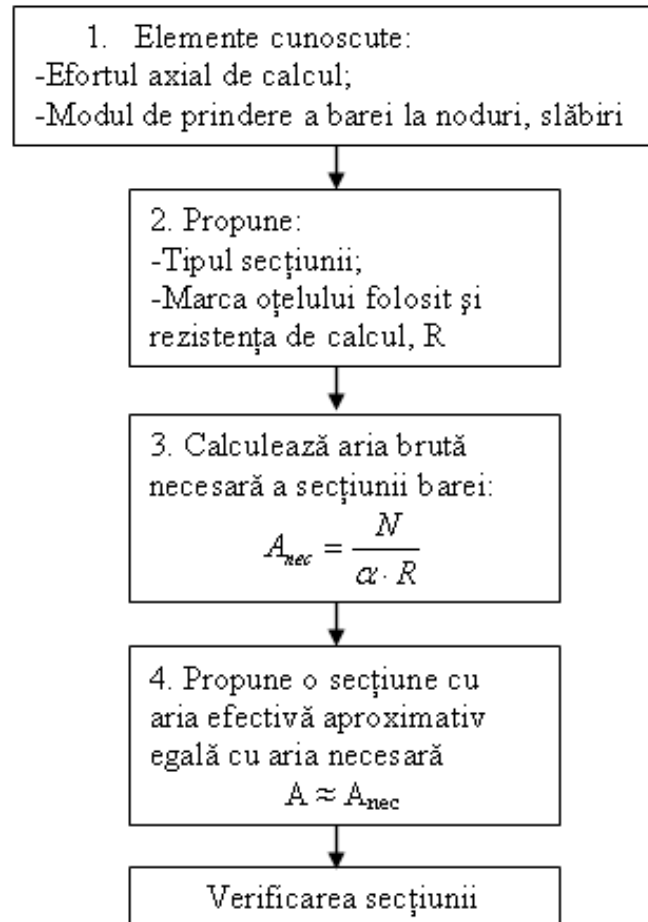 1. Elemente cunoscute:
-Efortul axial de calcul;
-Modul de prindere a barei la noduri, slăbiri
2. Propune:
-Tipul secțiunii;
-Marca oțelului folosit și
rezistența de calcul, R
3. Calculează aria brută
necesară a secțiunii barei:
A_nec = N / (α · R)
4. Propune o secțiune cu
aria efectivă aproximativ
egală cu aria necesară
A ≈ A_nec
Verificarea secțiunii